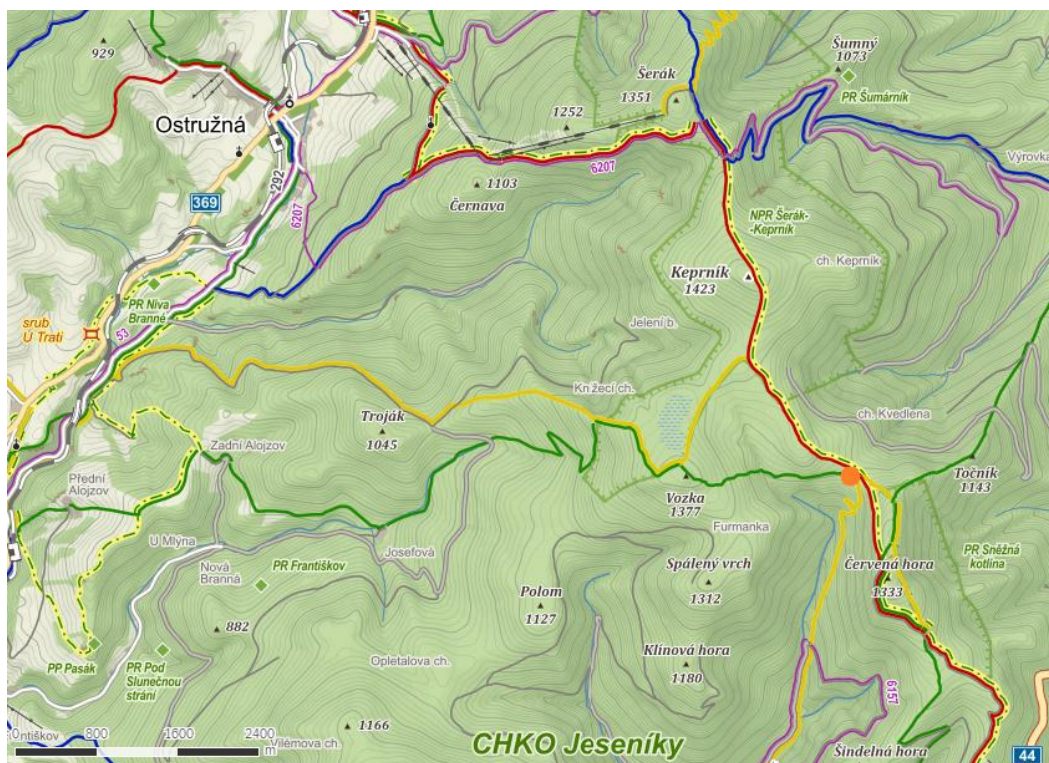 929
Šumný
1073
Šerák
1351
PR Šumárník
1252
Ostružná
Výrovka
6207
1103
Černava
292
369
6207
NPR Šerák-
-Keprník
ch. Keprník
Keprník
1423
PR Niva
Branné
srub
U Trati
53
Jelení b.
Knížecí ch.
Troják
1045
ch. Kvedlena
Zadní Alojzov
Točník
1143
Přední
Alojzov
Vozka
1377
Furmanka
U Mlýna
Josefová
PR Sněžná
kotlina
Nová
Branná
PR Františkov
Spálený vrch
1312
Červená hora
1333
Polom
1127
882
Klínová hora
1180
PP Pasák
PR Pod
Slunečnou
strání
Opletalova ch.
6157
1166
Vilémova ch.
CHKO Jeseníky
Šindelná hora
44
0 800 1600 2400
m